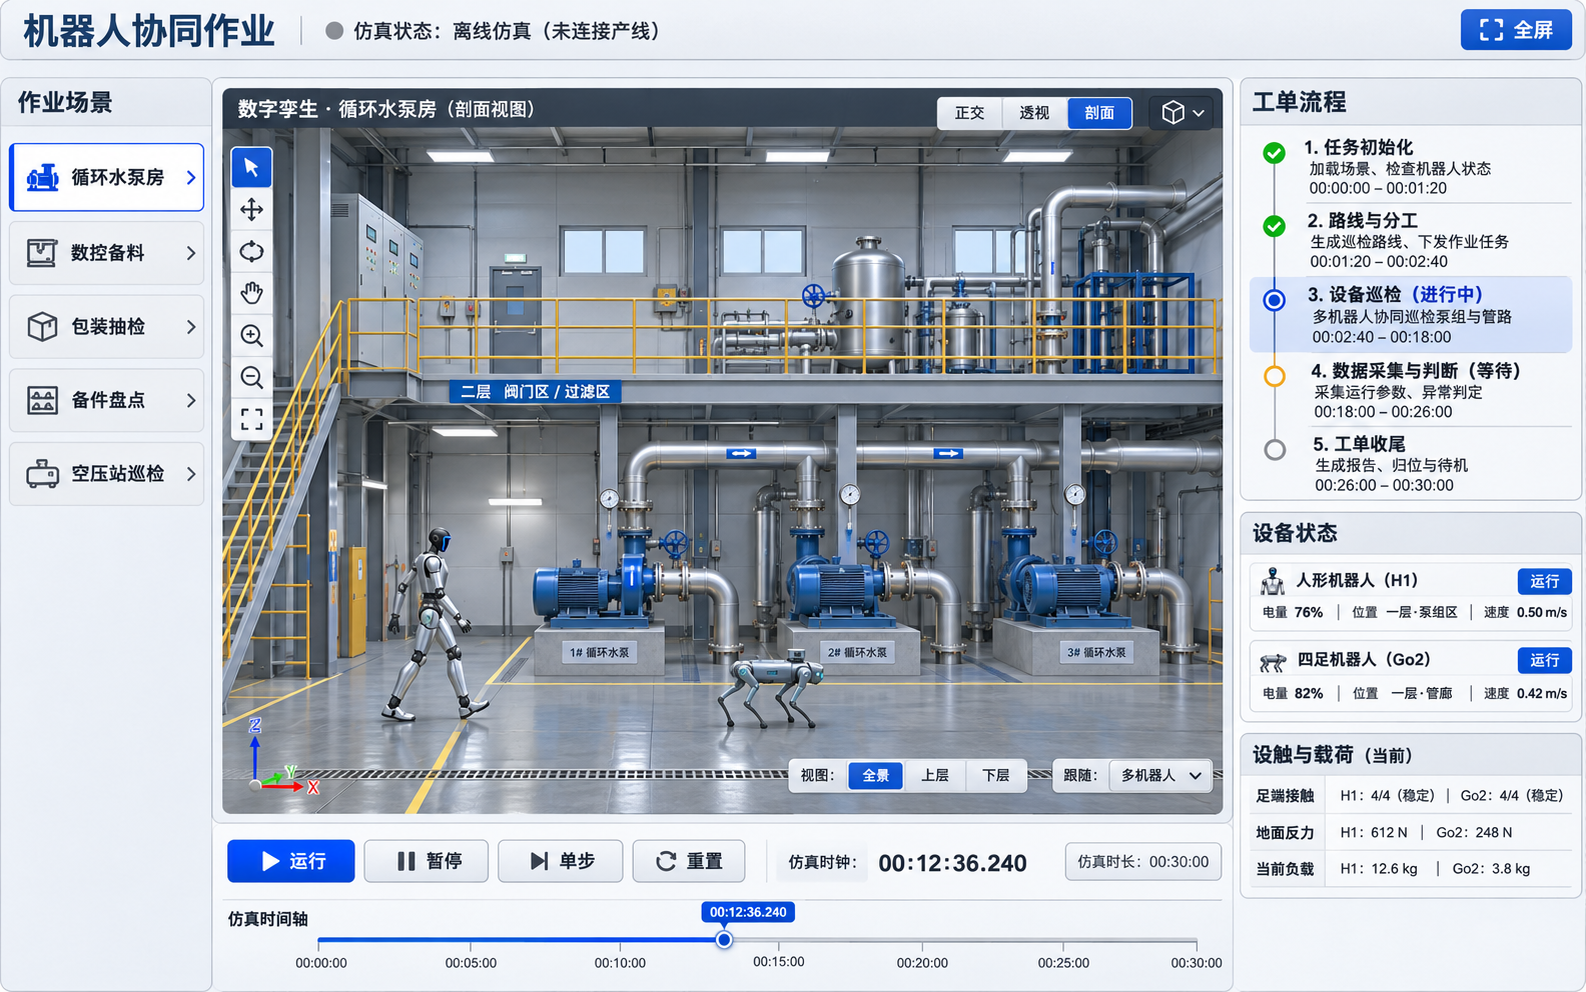 机器人协同作业
仿真状态：离线仿真（未连接产线）
全屏
作业场景
循环水泵房
数控备料
包装抽检
备件盘点
空压站巡检
数字孪生 · 循环水泵房（剖面视图）
正交 透视 剖面
二层 阀门区 / 过滤区
1# 循环水泵
2# 循环水泵
3# 循环水泵
Z
Y
X
视图： 全景 上层 下层
跟随： 多机器人
运行 暂停 单步 重置
仿真时钟： 00:12:36.240
仿真时长：00:30:00
仿真时间轴
00:12:36.240
00:00:00 00:05:00 00:10:00 00:15:00 00:20:00 00:25:00 00:30:00
工单流程
1. 任务初始化
加载场景、检查机器人状态
00:00:00 – 00:01:20
2. 路线与分工
生成巡检路线、下发作业任务
00:01:20 – 00:02:40
3. 设备巡检（进行中）
多机器人协同巡检泵组与管路
00:02:40 – 00:18:00
4. 数据采集与判断（等待）
采集运行参数、异常判定
00:18:00 – 00:26:00
5. 工单收尾
生成报告、归位与待机
00:26:00 – 00:30:00
设备状态
人形机器人（H1） 运行
电量 76% | 位置 一层·泵组区 | 速度 0.50 m/s
四足机器人（Go2） 运行
电量 82% | 位置 一层·管廊 | 速度 0.42 m/s
设触与载荷（当前）
足端接触 H1：4/4（稳定） | Go2：4/4（稳定）
地面反力 H1：612 N | Go2：248 N
当前负载 H1：12.6 kg | Go2：3.8 kg